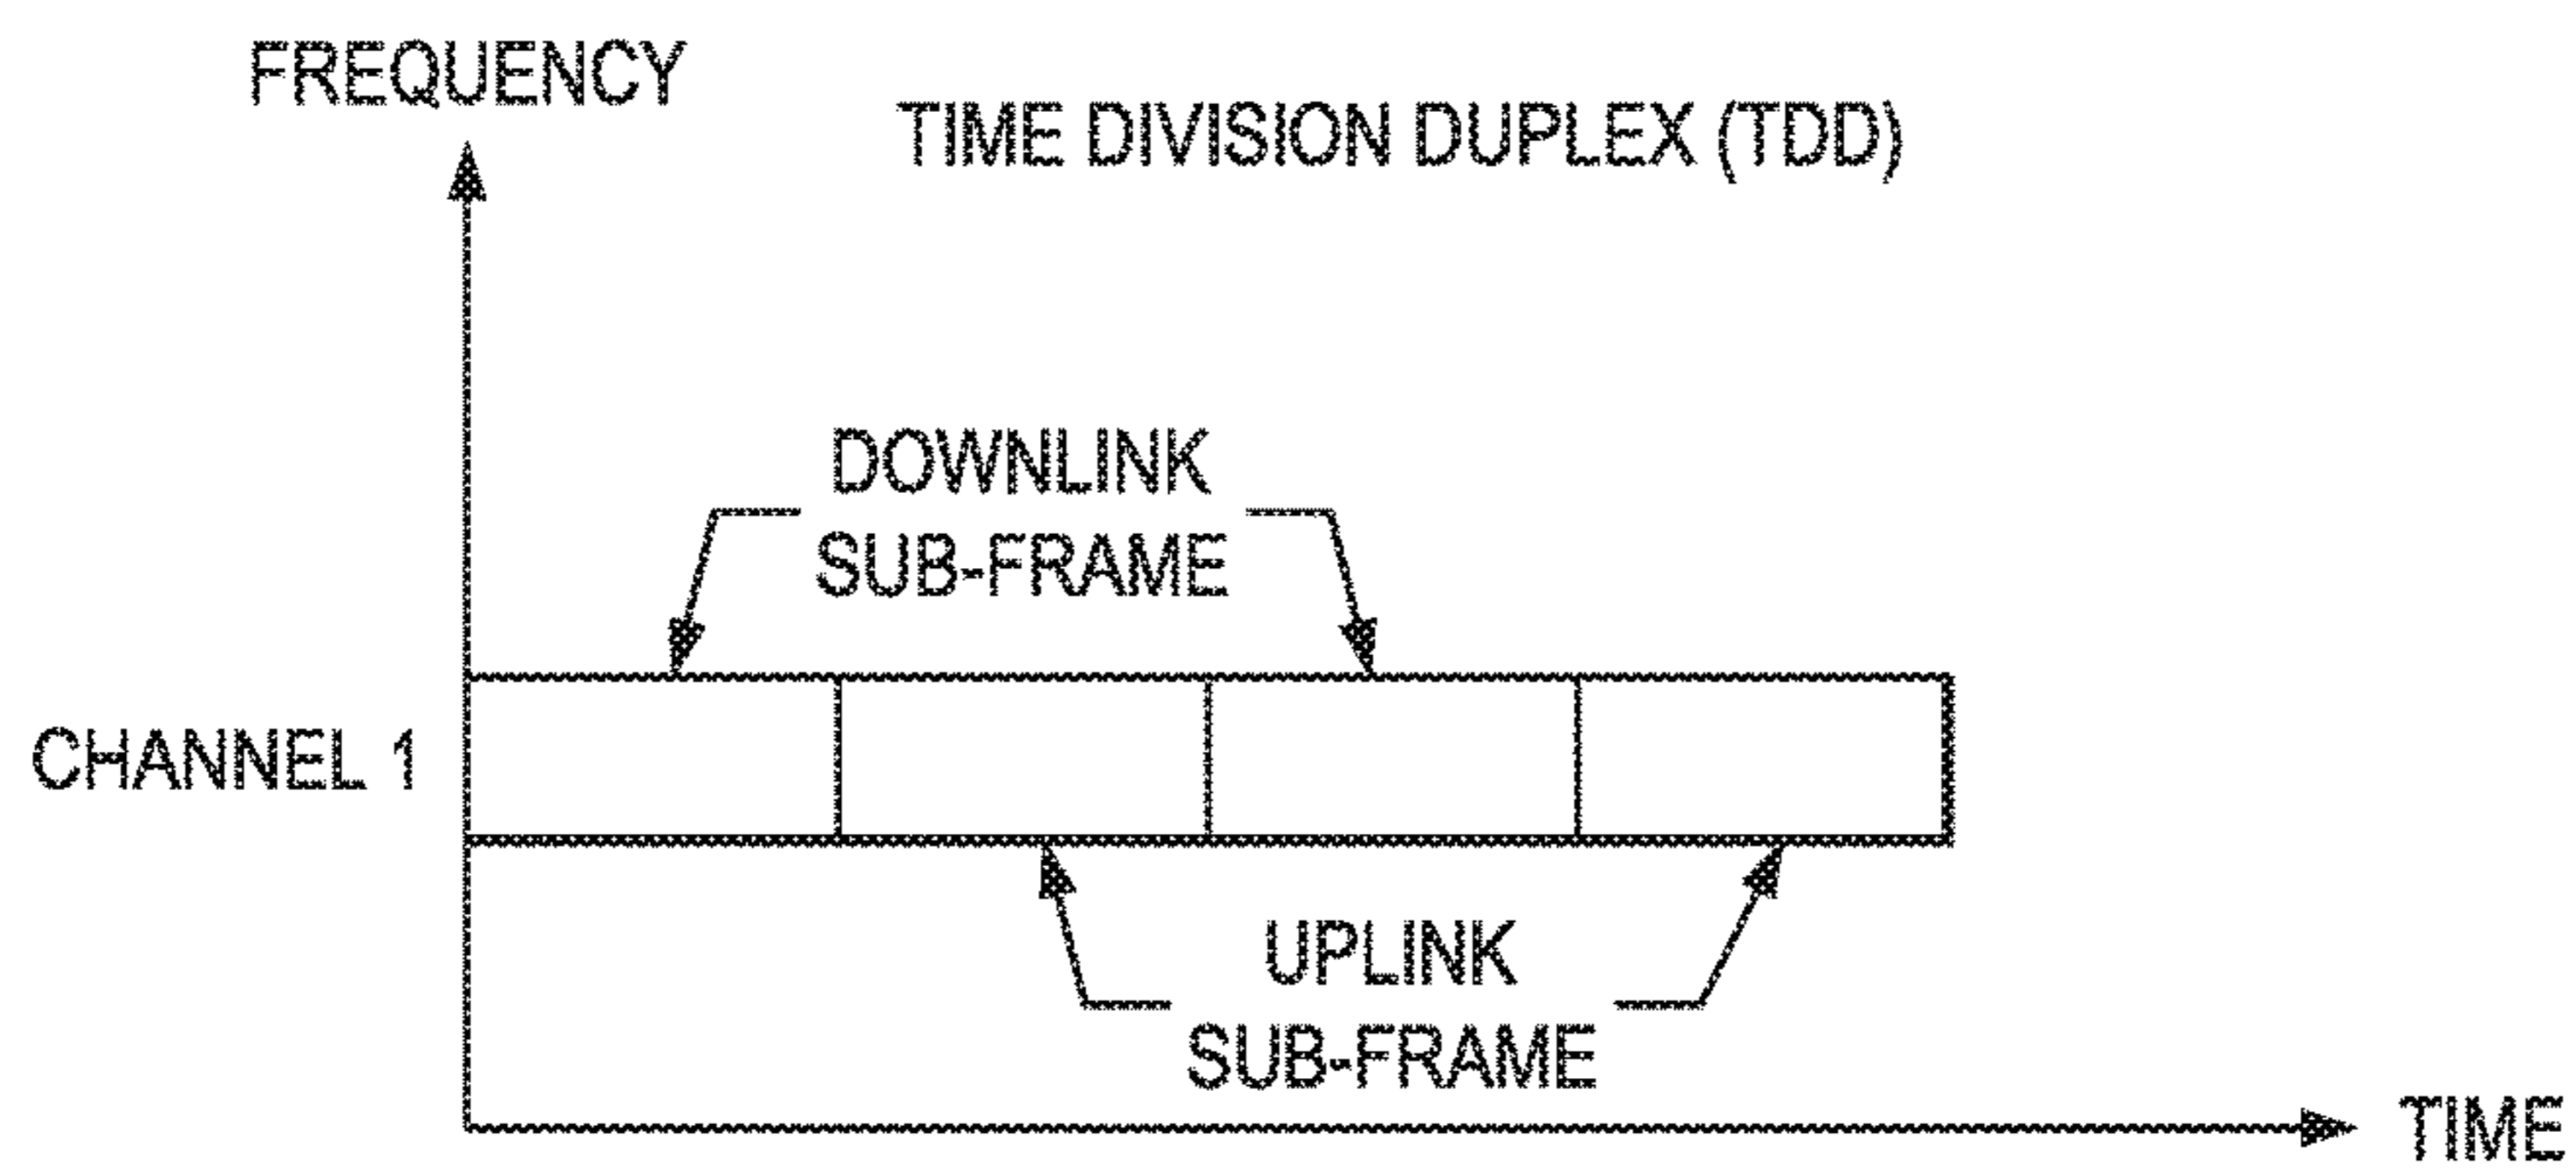 FREQUENCY
TIME DIVISION DUPLEX (TDD)
DOWNLINK
SUB-FRAME
CHANNEL 1
UPLINK
SUB-FRAME
TIME